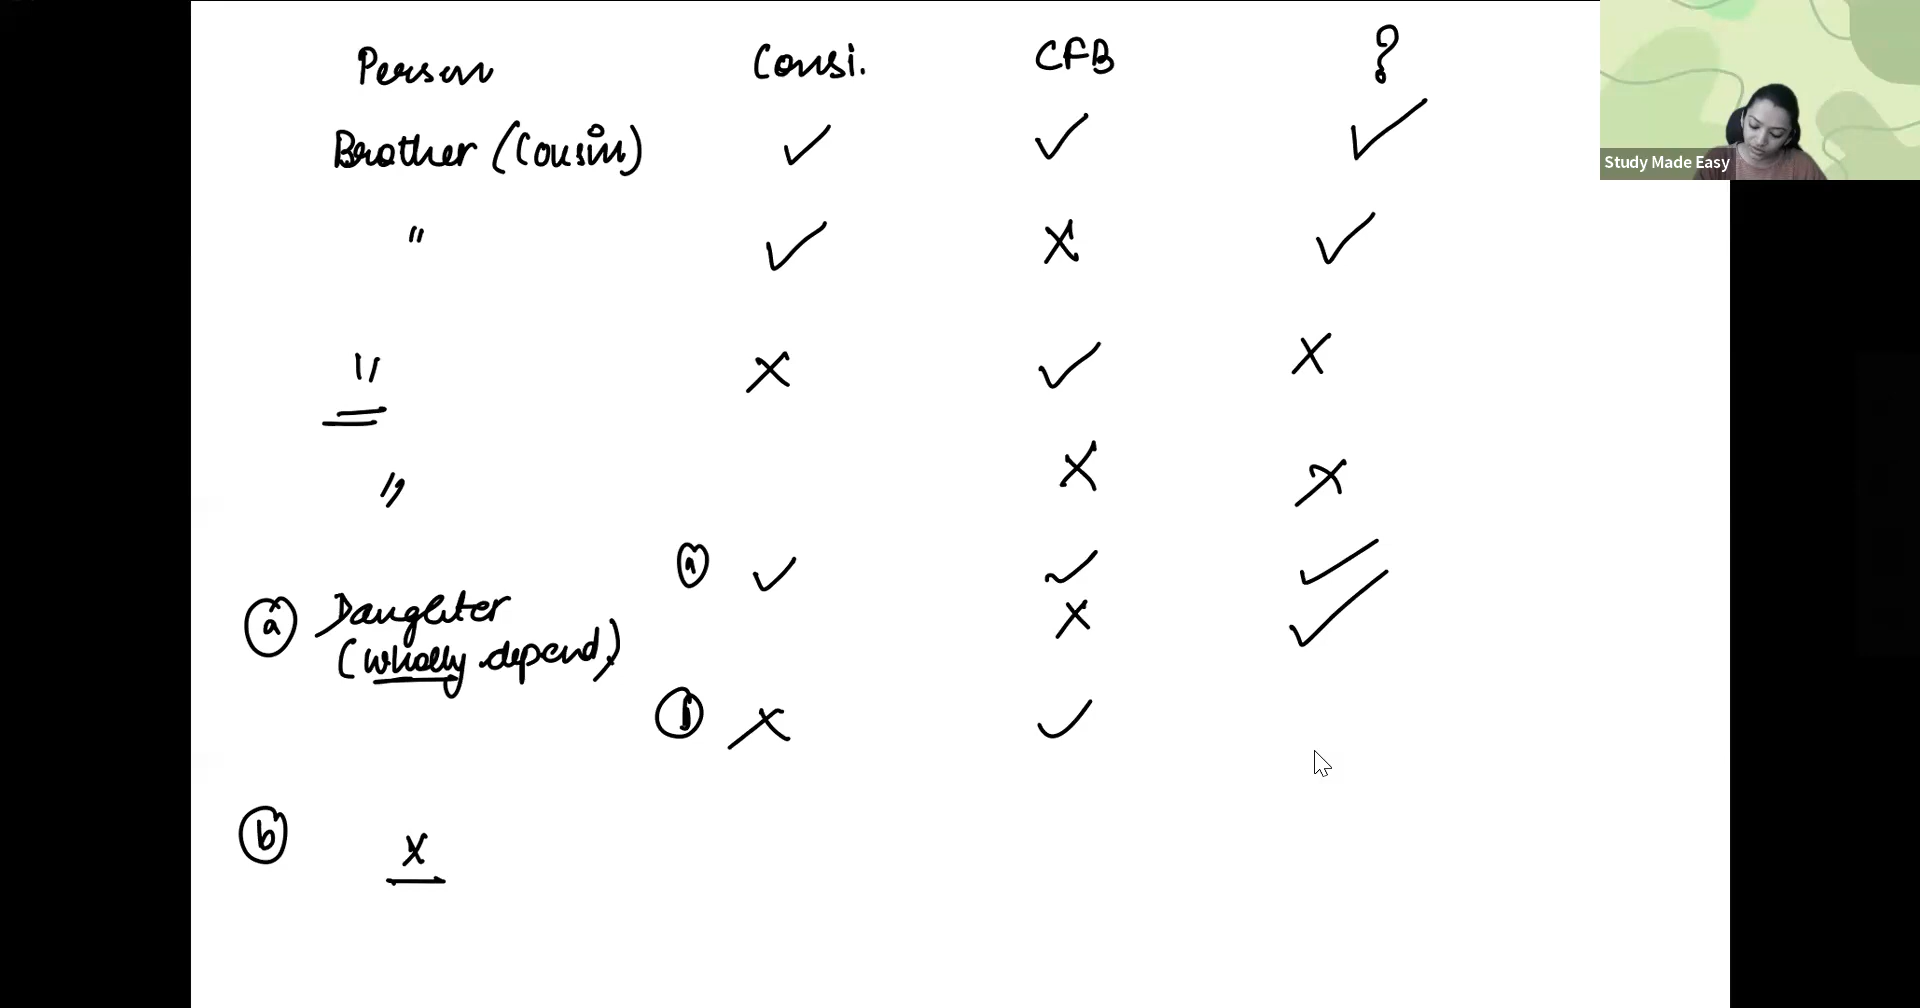 Person Consi. CFB ?
Brother (Cousin) ✓ ✓ ✓
Study Made Easy
" ✓ X ✓
" X ✓ X
" X X
(a) ✓ ✓ ✓
(a) Daughter X ✓
(wholly depend.)
X ✓
(b) X